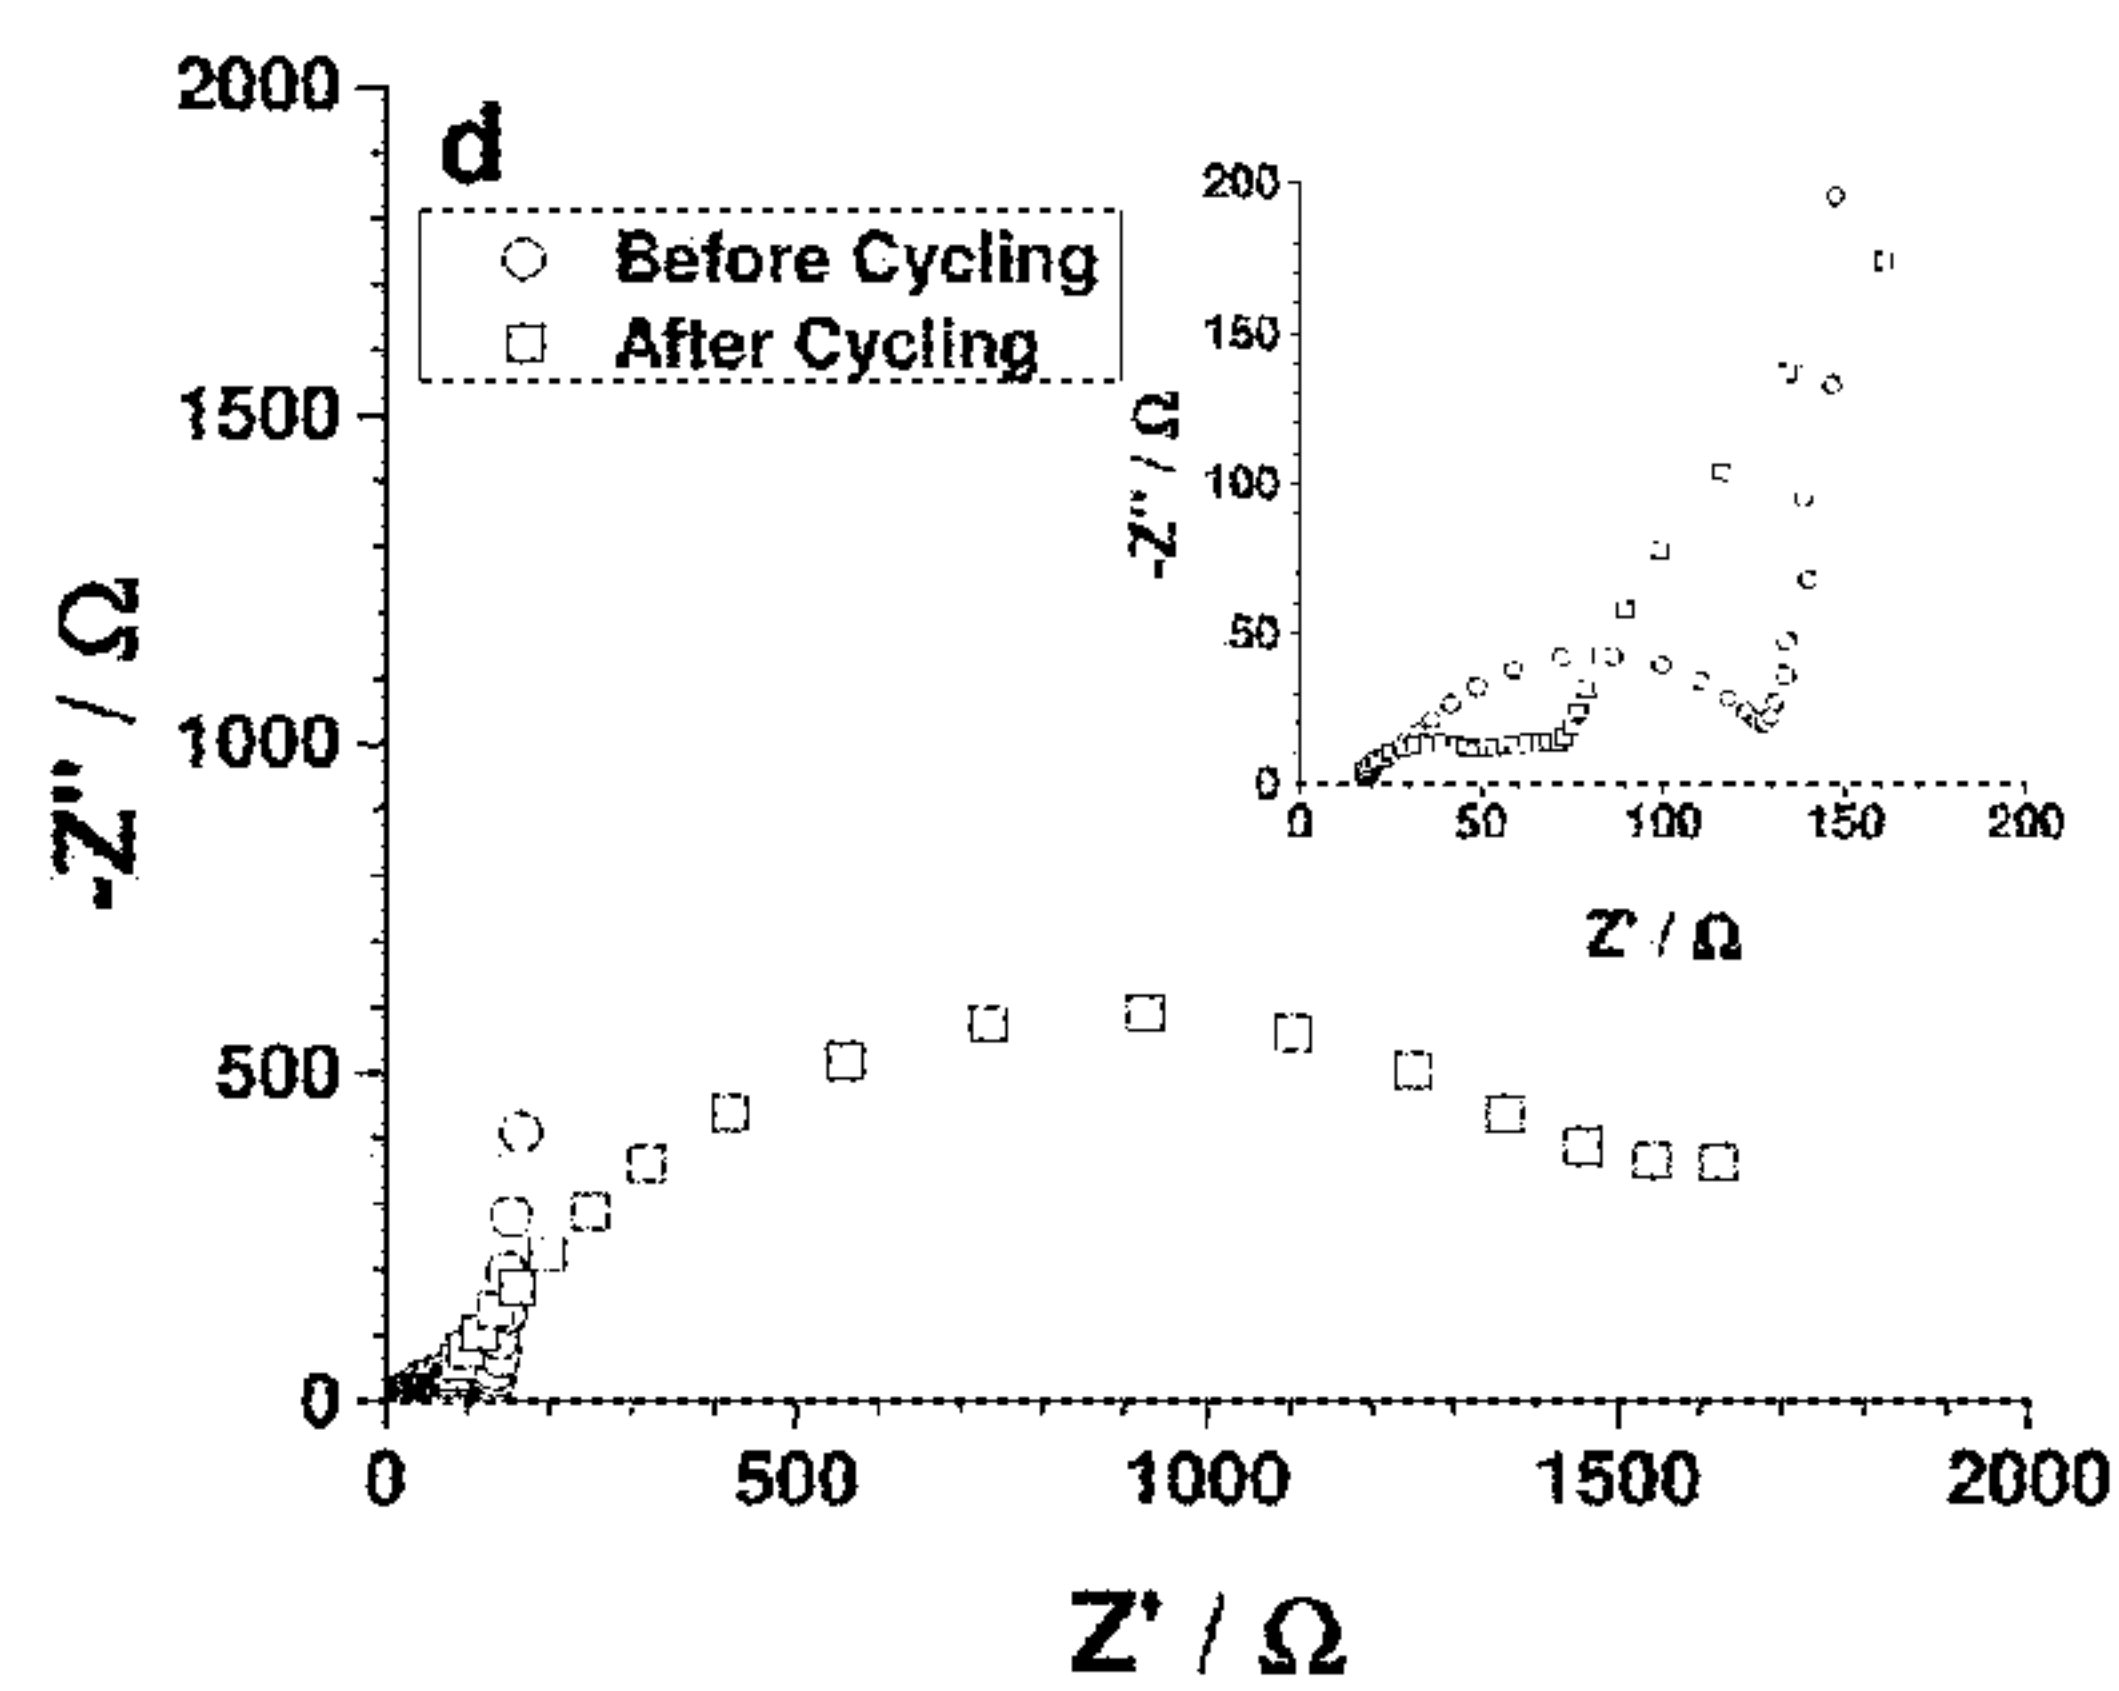 d
Before Cycling
After Cycling
-Z'' / Ω
2000
1500
1000
500
0
0 500 1000 1500 2000
Z' / Ω
-Z'' / Ω
200
150
100
50
0
0 50 100 150 200
Z' / Ω